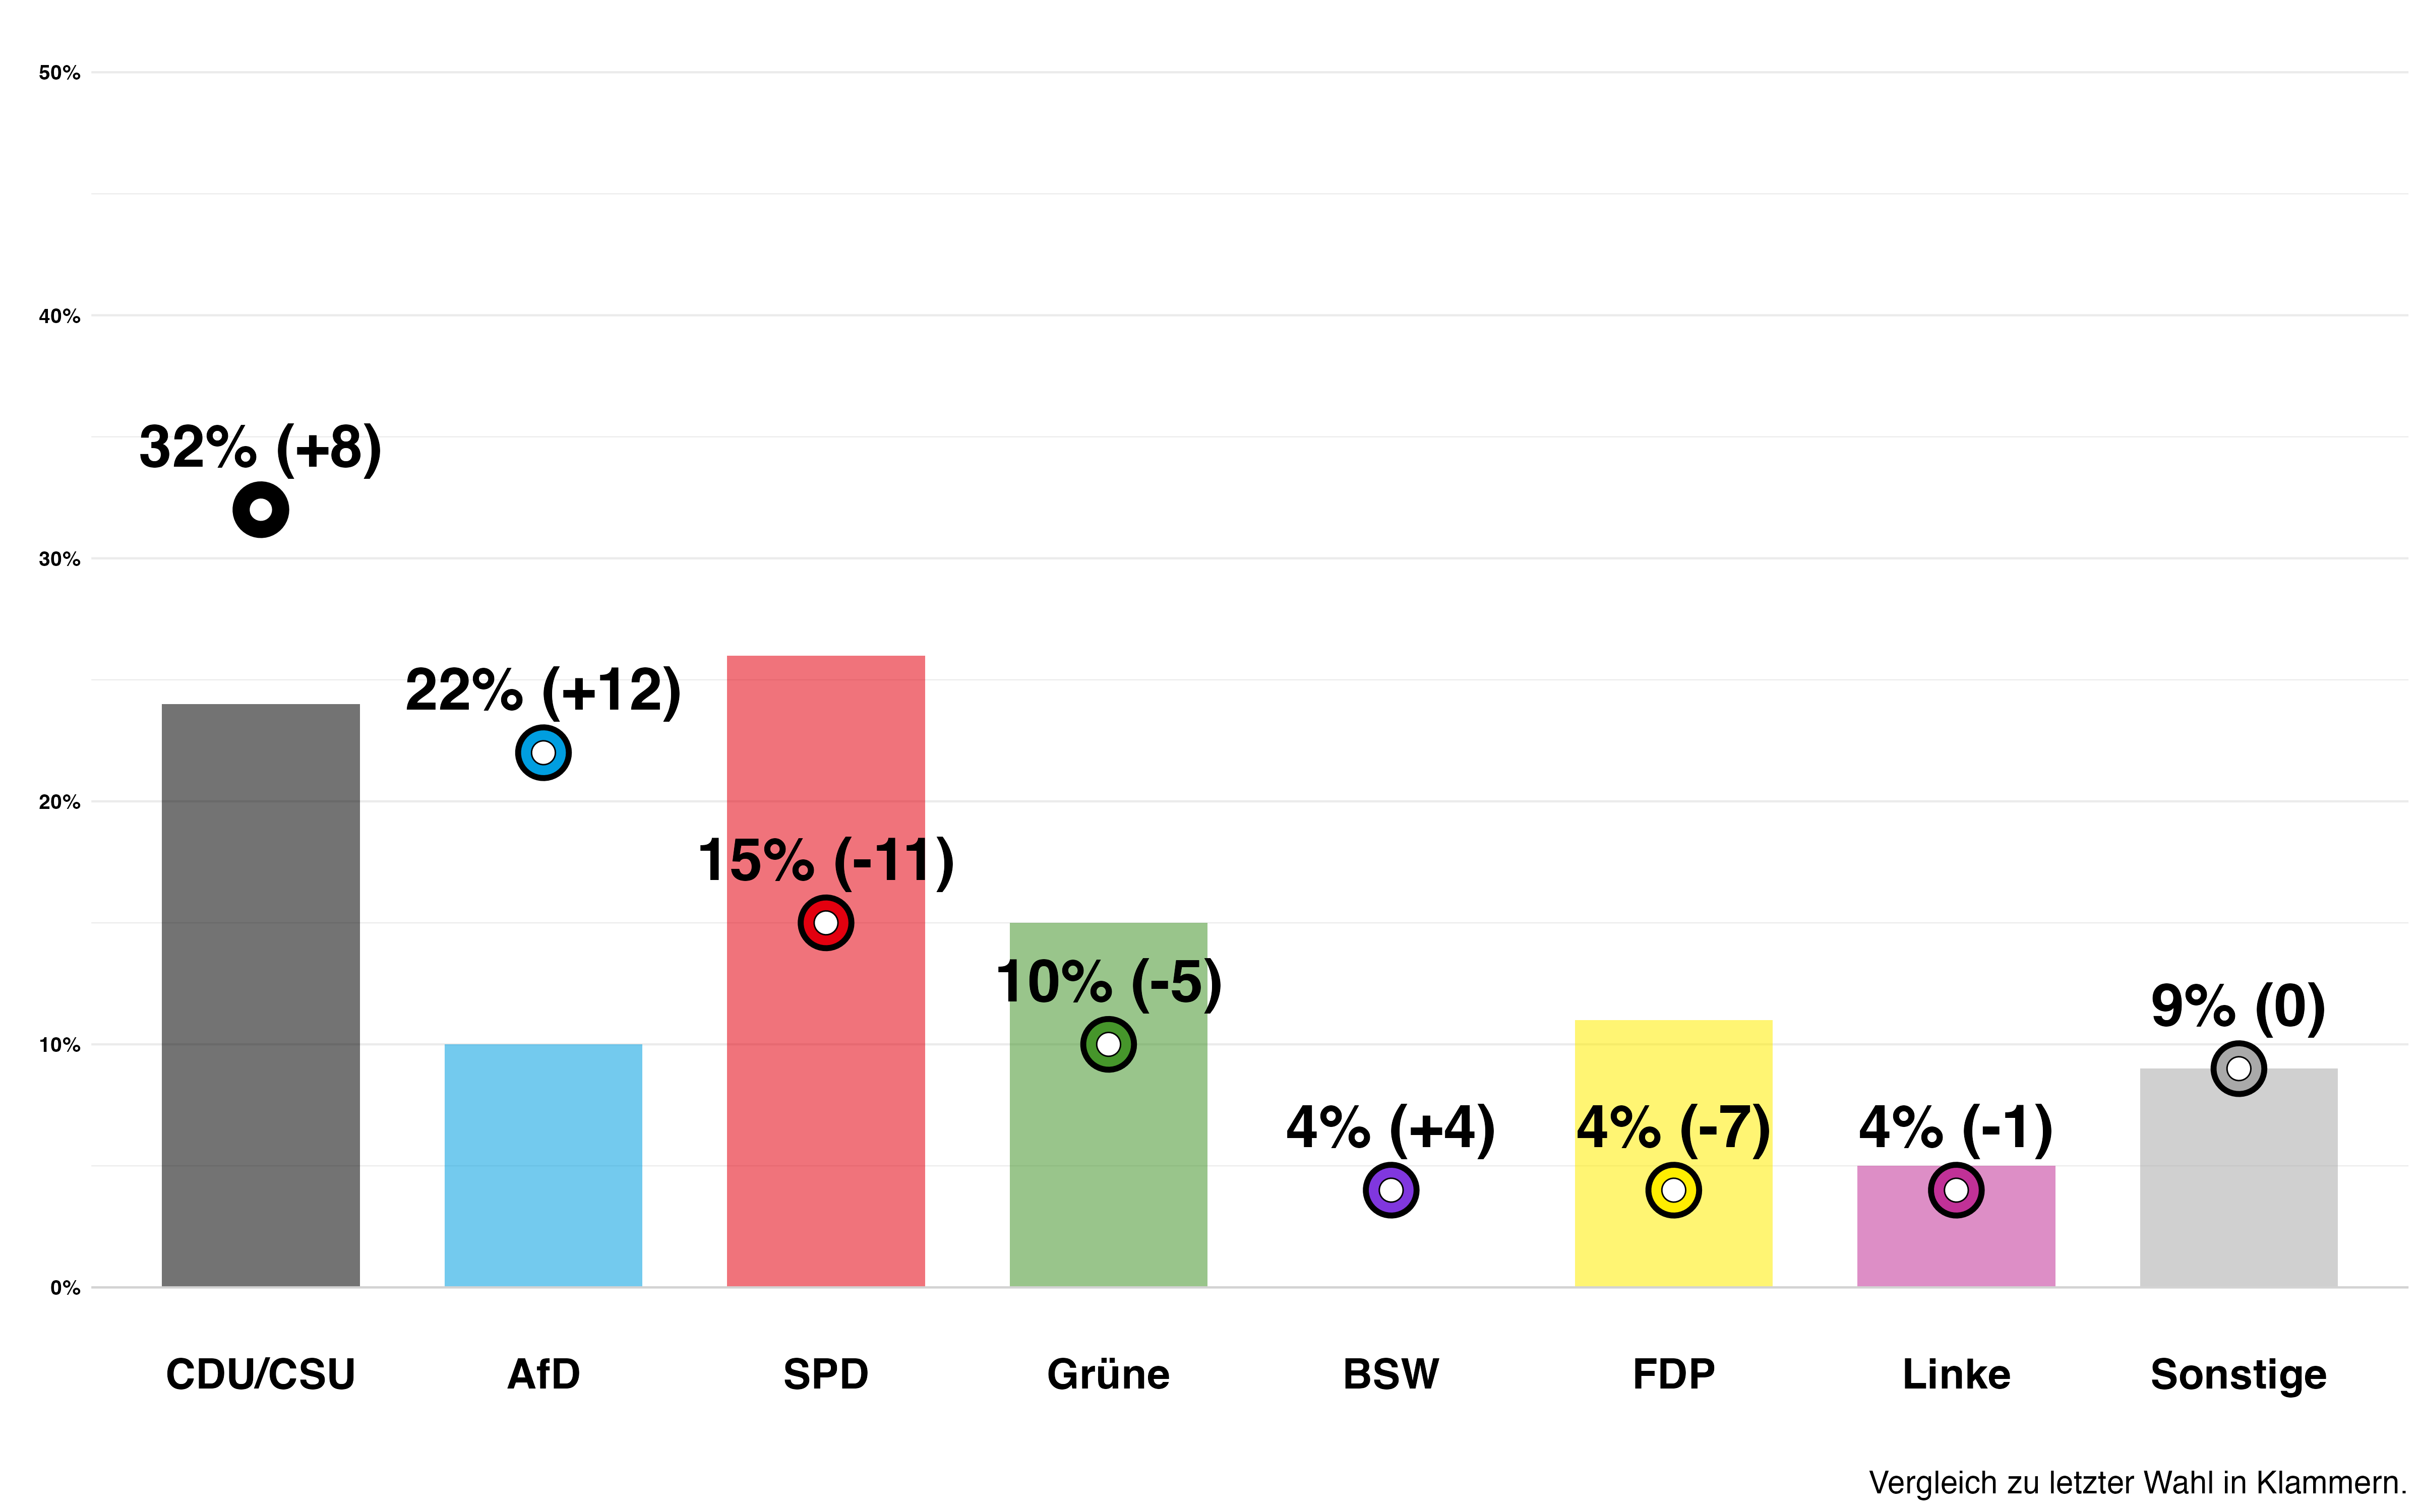 50%
40%
30%
20%
10%
0%
32% (+8)
22% (+12)
15% (-11)
10% (-5)
4% (+4)
4% (-7)
4% (-1)
9% (0)
CDU/CSU
AfD
SPD
Grüne
BSW
FDP
Linke
Sonstige
Vergleich zu letzter Wahl in Klammern.